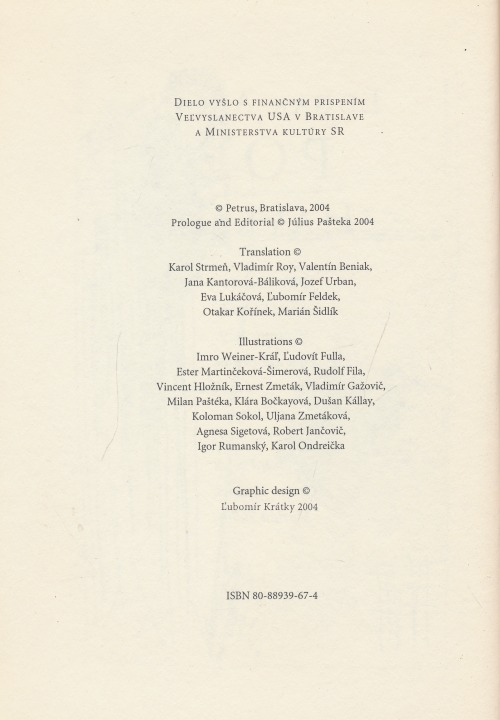 Dielo vyšlo s finančným prispením
Veľvyslanectva USA v Bratislave
a Ministerstva kultúry SR
© Petrus, Bratislava, 2004
Prologue and Editorial © Július Pašteka 2004
Translation ©
Karol Strmeň, Vladimír Roy, Valentín Beniak,
Jana Kantorová-Báliková, Jozef Urban,
Eva Lukáčová, Ľubomír Feldek,
Otakar Kořínek, Marián Šidlík
Illustrations ©
Imro Weiner-Kráľ, Ľudovít Fulla,
Ester Martinčeková-Šimerová, Rudolf Fila,
Vincent Hložník, Ernest Zmeták, Vladimír Gažovič,
Milan Paštéka, Klára Bočkayová, Dušan Kállay,
Koloman Sokol, Uljana Zmetáková,
Agnesa Sigetová, Robert Jančovič,
Igor Rumanský, Karol Ondreička
Graphic design ©
Ľubomír Krátky 2004
ISBN 80-88939-67-4